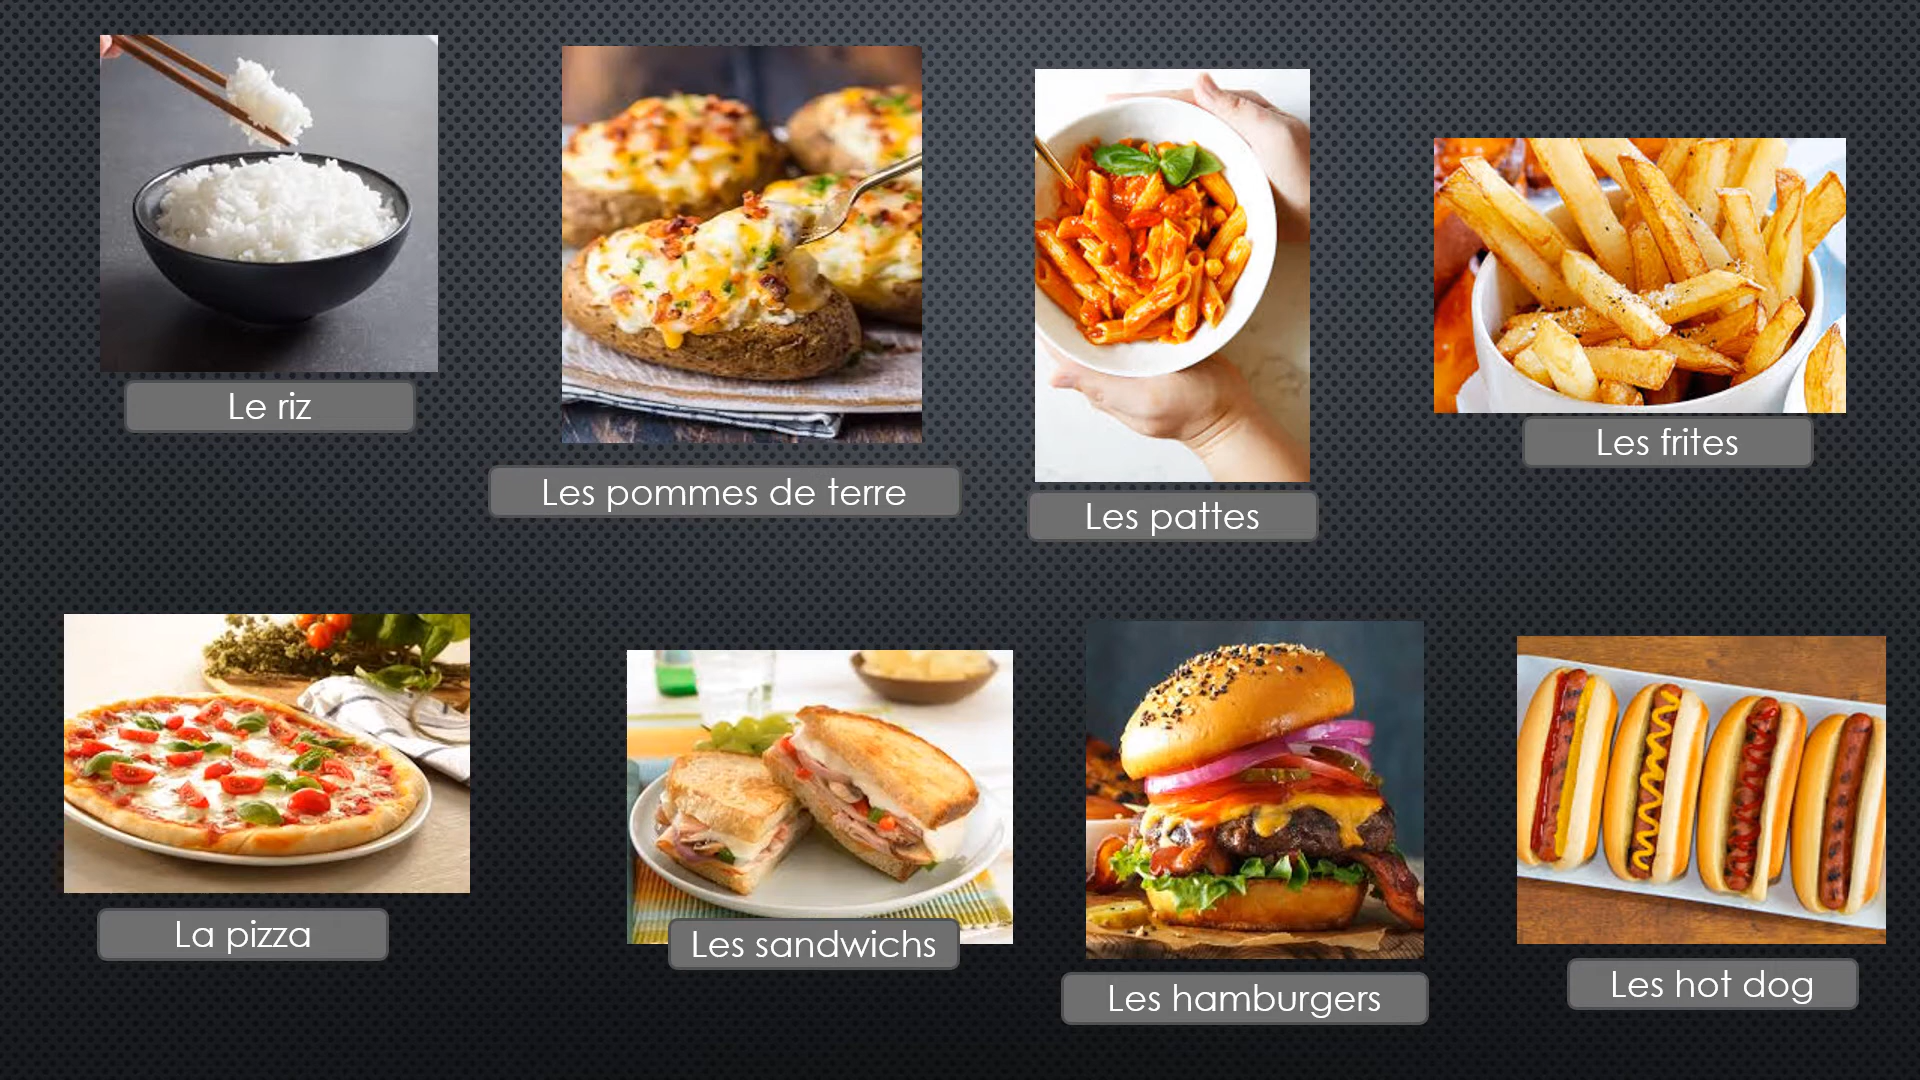 Le riz
Les pommes de terre
Les pattes
Les frites
La pizza
Les sandwichs
Les hamburgers
Les hot dog